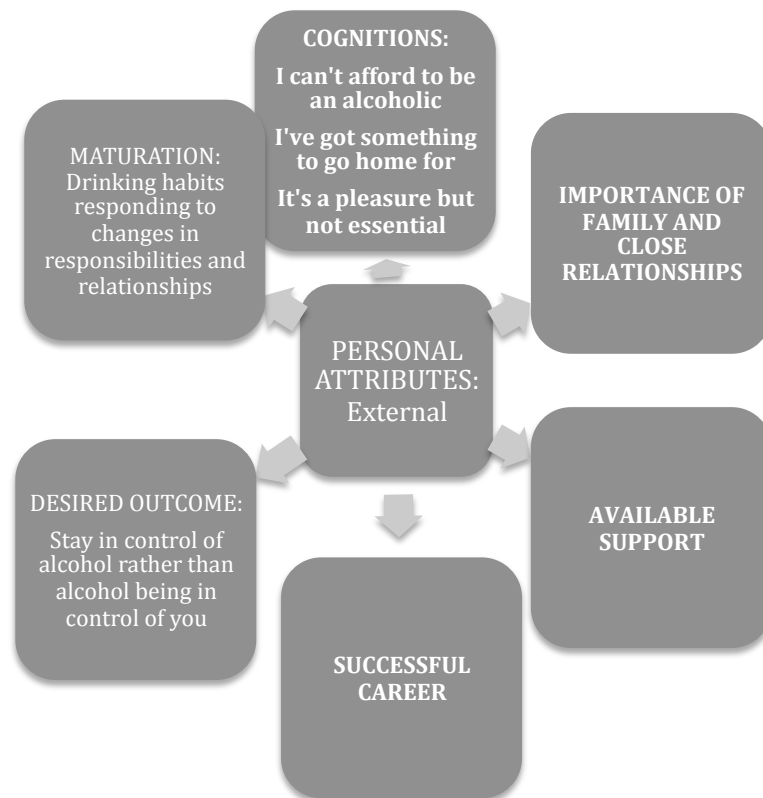 COGNITIONS:
I can't afford to be
an alcoholic
I've got something
to go home for
It's a pleasure but
not essential
MATURATION:
Drinking habits
responding to
changes in
responsibilities and
relationships
IMPORTANCE OF
FAMILY AND
CLOSE
RELATIONSHIPS
PERSONAL
ATTRIBUTES:
External
DESIRED OUTCOME:
Stay in control of
alcohol rather than
alcohol being in
control of you
AVAILABLE
SUPPORT
SUCCESSFUL
CAREER